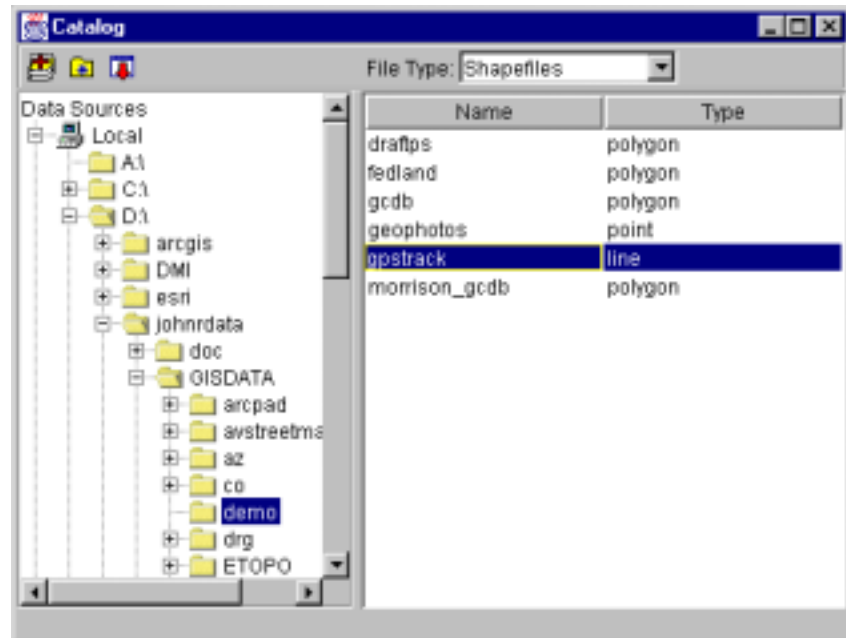 Catalog
File Type: Shapefiles
Data Sources
Local
A:\
C:\
D:\
arcgis
DMI
esri
johnrdata
doc
GISDATA
arcpad
avstreetma
az
co
demo
drg
ETOPO
Name Type
draftps polygon
fedland polygon
gcdb polygon
geophotos point
gpstrack line
morrison_gcdb polygon